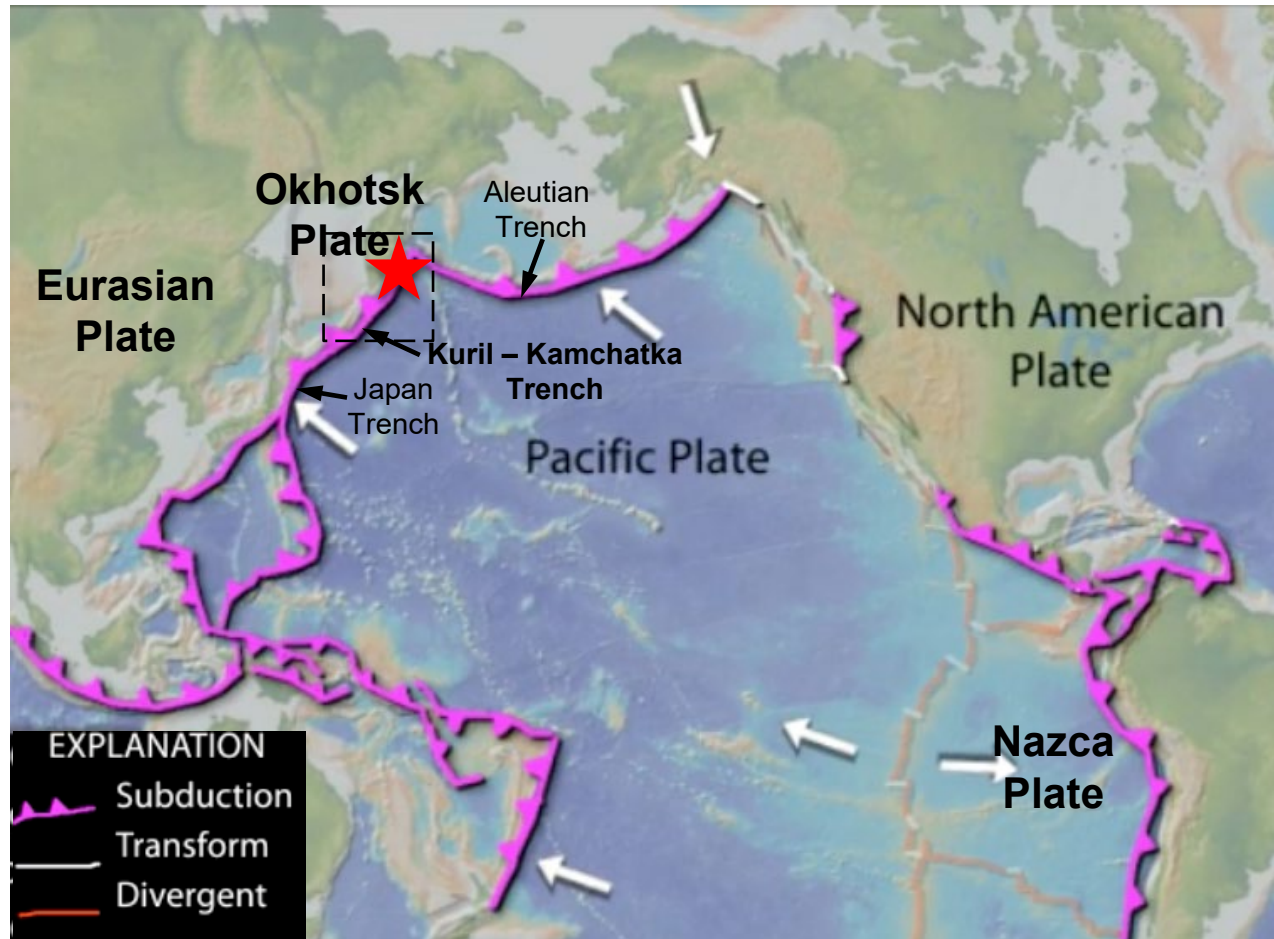 Okhotsk
Plate
Aleutian
Trench
Eurasian
Plate
North American
Plate
Kuril – Kamchatka
Trench
Japan
Trench
Pacific Plate
Nazca
Plate
EXPLANATION
Subduction
Transform
Divergent